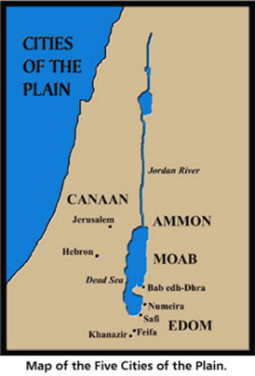 CITIES
OF THE
PLAIN
Jordan River
CANAAN
Jerusalem
AMMON
Hebron
MOAB
Dead Sea
Bab edh-Dhra
Numeira
Safi
EDOM
Khanazir
Feifa
Map of the Five Cities of the Plain.